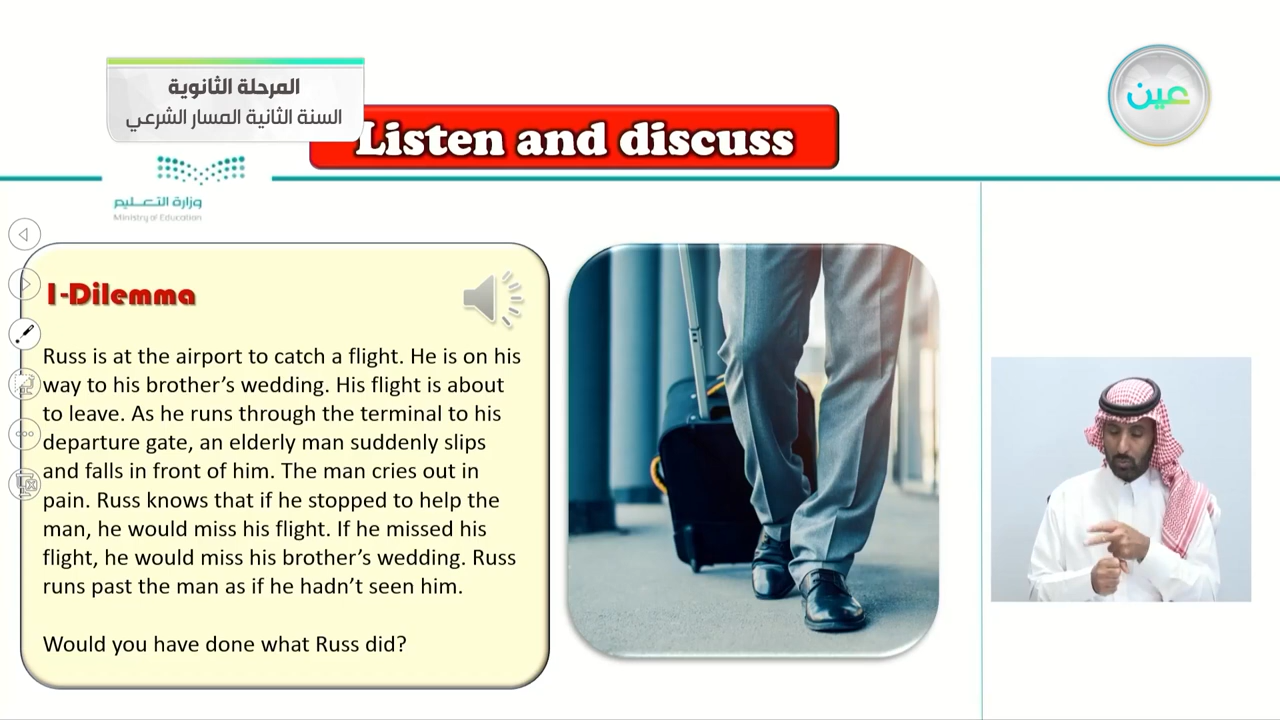 المرحلة الثانوية
السنة الثانية المسار الشرعي
عين
Listen and discuss
وزارة التعليم
Ministry of Education
1-Dilemma
Russ is at the airport to catch a flight. He is on his
way to his brother’s wedding. His flight is about
to leave. As he runs through the terminal to his
departure gate, an elderly man suddenly slips
and falls in front of him. The man cries out in
pain. Russ knows that if he stopped to help the
man, he would miss his flight. If he missed his
flight, he would miss his brother’s wedding. Russ
runs past the man as if he hadn’t seen him.
Would you have done what Russ did?